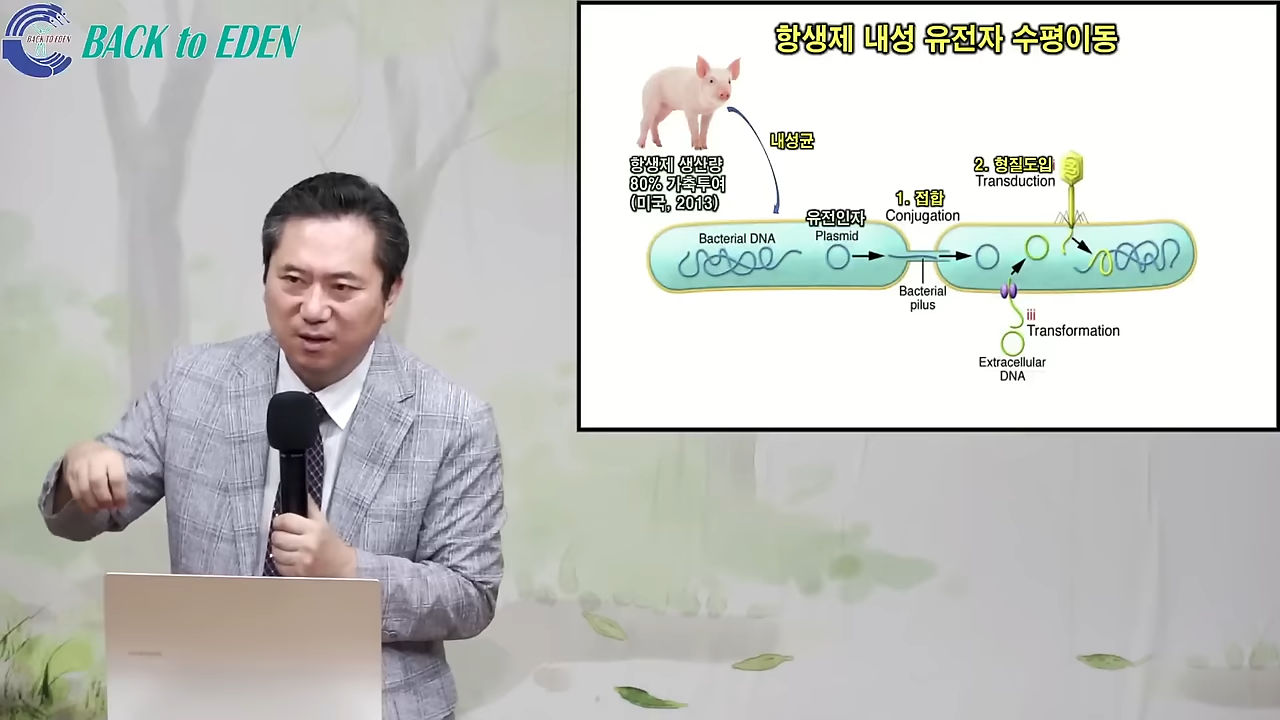 BACK TO EDEN
BACK to EDEN
항생제 내성 유전자 수평이동
내성균
항생제 생산량
80% 가축투여
(미국, 2013)
2. 형질도입
Transduction
1. 접합
Conjugation
유전인자
Plasmid
Bacterial DNA
Bacterial
pilus
iii
Transformation
Extracellular
DNA